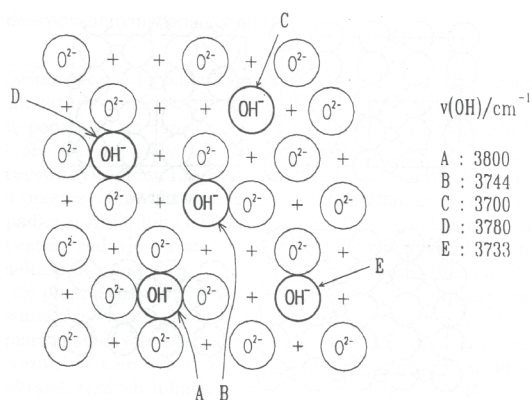 C
O²⁻ + + O²⁻ + O²⁻
D
+ O²⁻ + + OH⁻ + O²⁻
O²⁻ OH⁻ + O²⁻ + O²⁻ +
+ O²⁻ + OH⁻ O²⁻ + O²⁻
O²⁻ + O²⁻ + + O²⁻ +
E
+ O²⁻ OH⁻ O²⁻ + OH⁻ +
O²⁻ + O²⁻ + O²⁻ + O²⁻
A B
ν(OH)/cm⁻¹
A : 3800
B : 3744
C : 3700
D : 3780
E : 3733